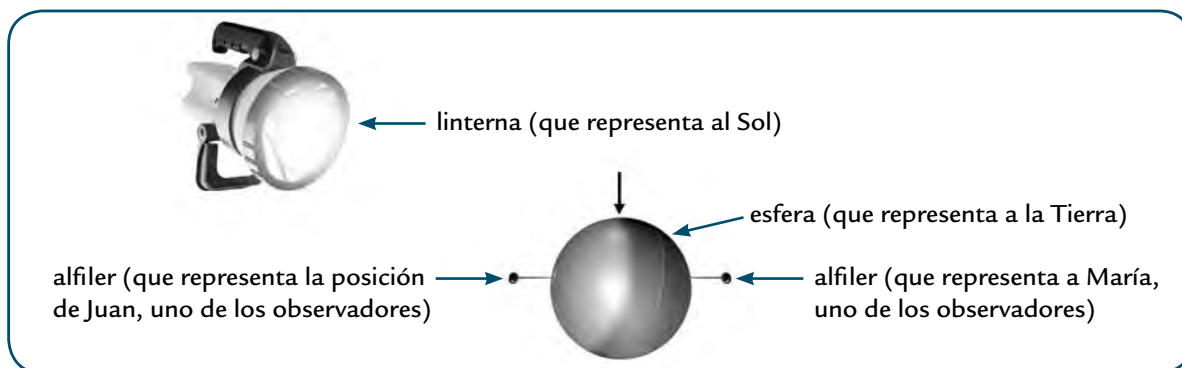 linterna (que representa al Sol)
esfera (que representa a la Tierra)
alfiler (que representa la posición
de Juan, uno de los observadores)
alfiler (que representa a María,
uno de los observadores)